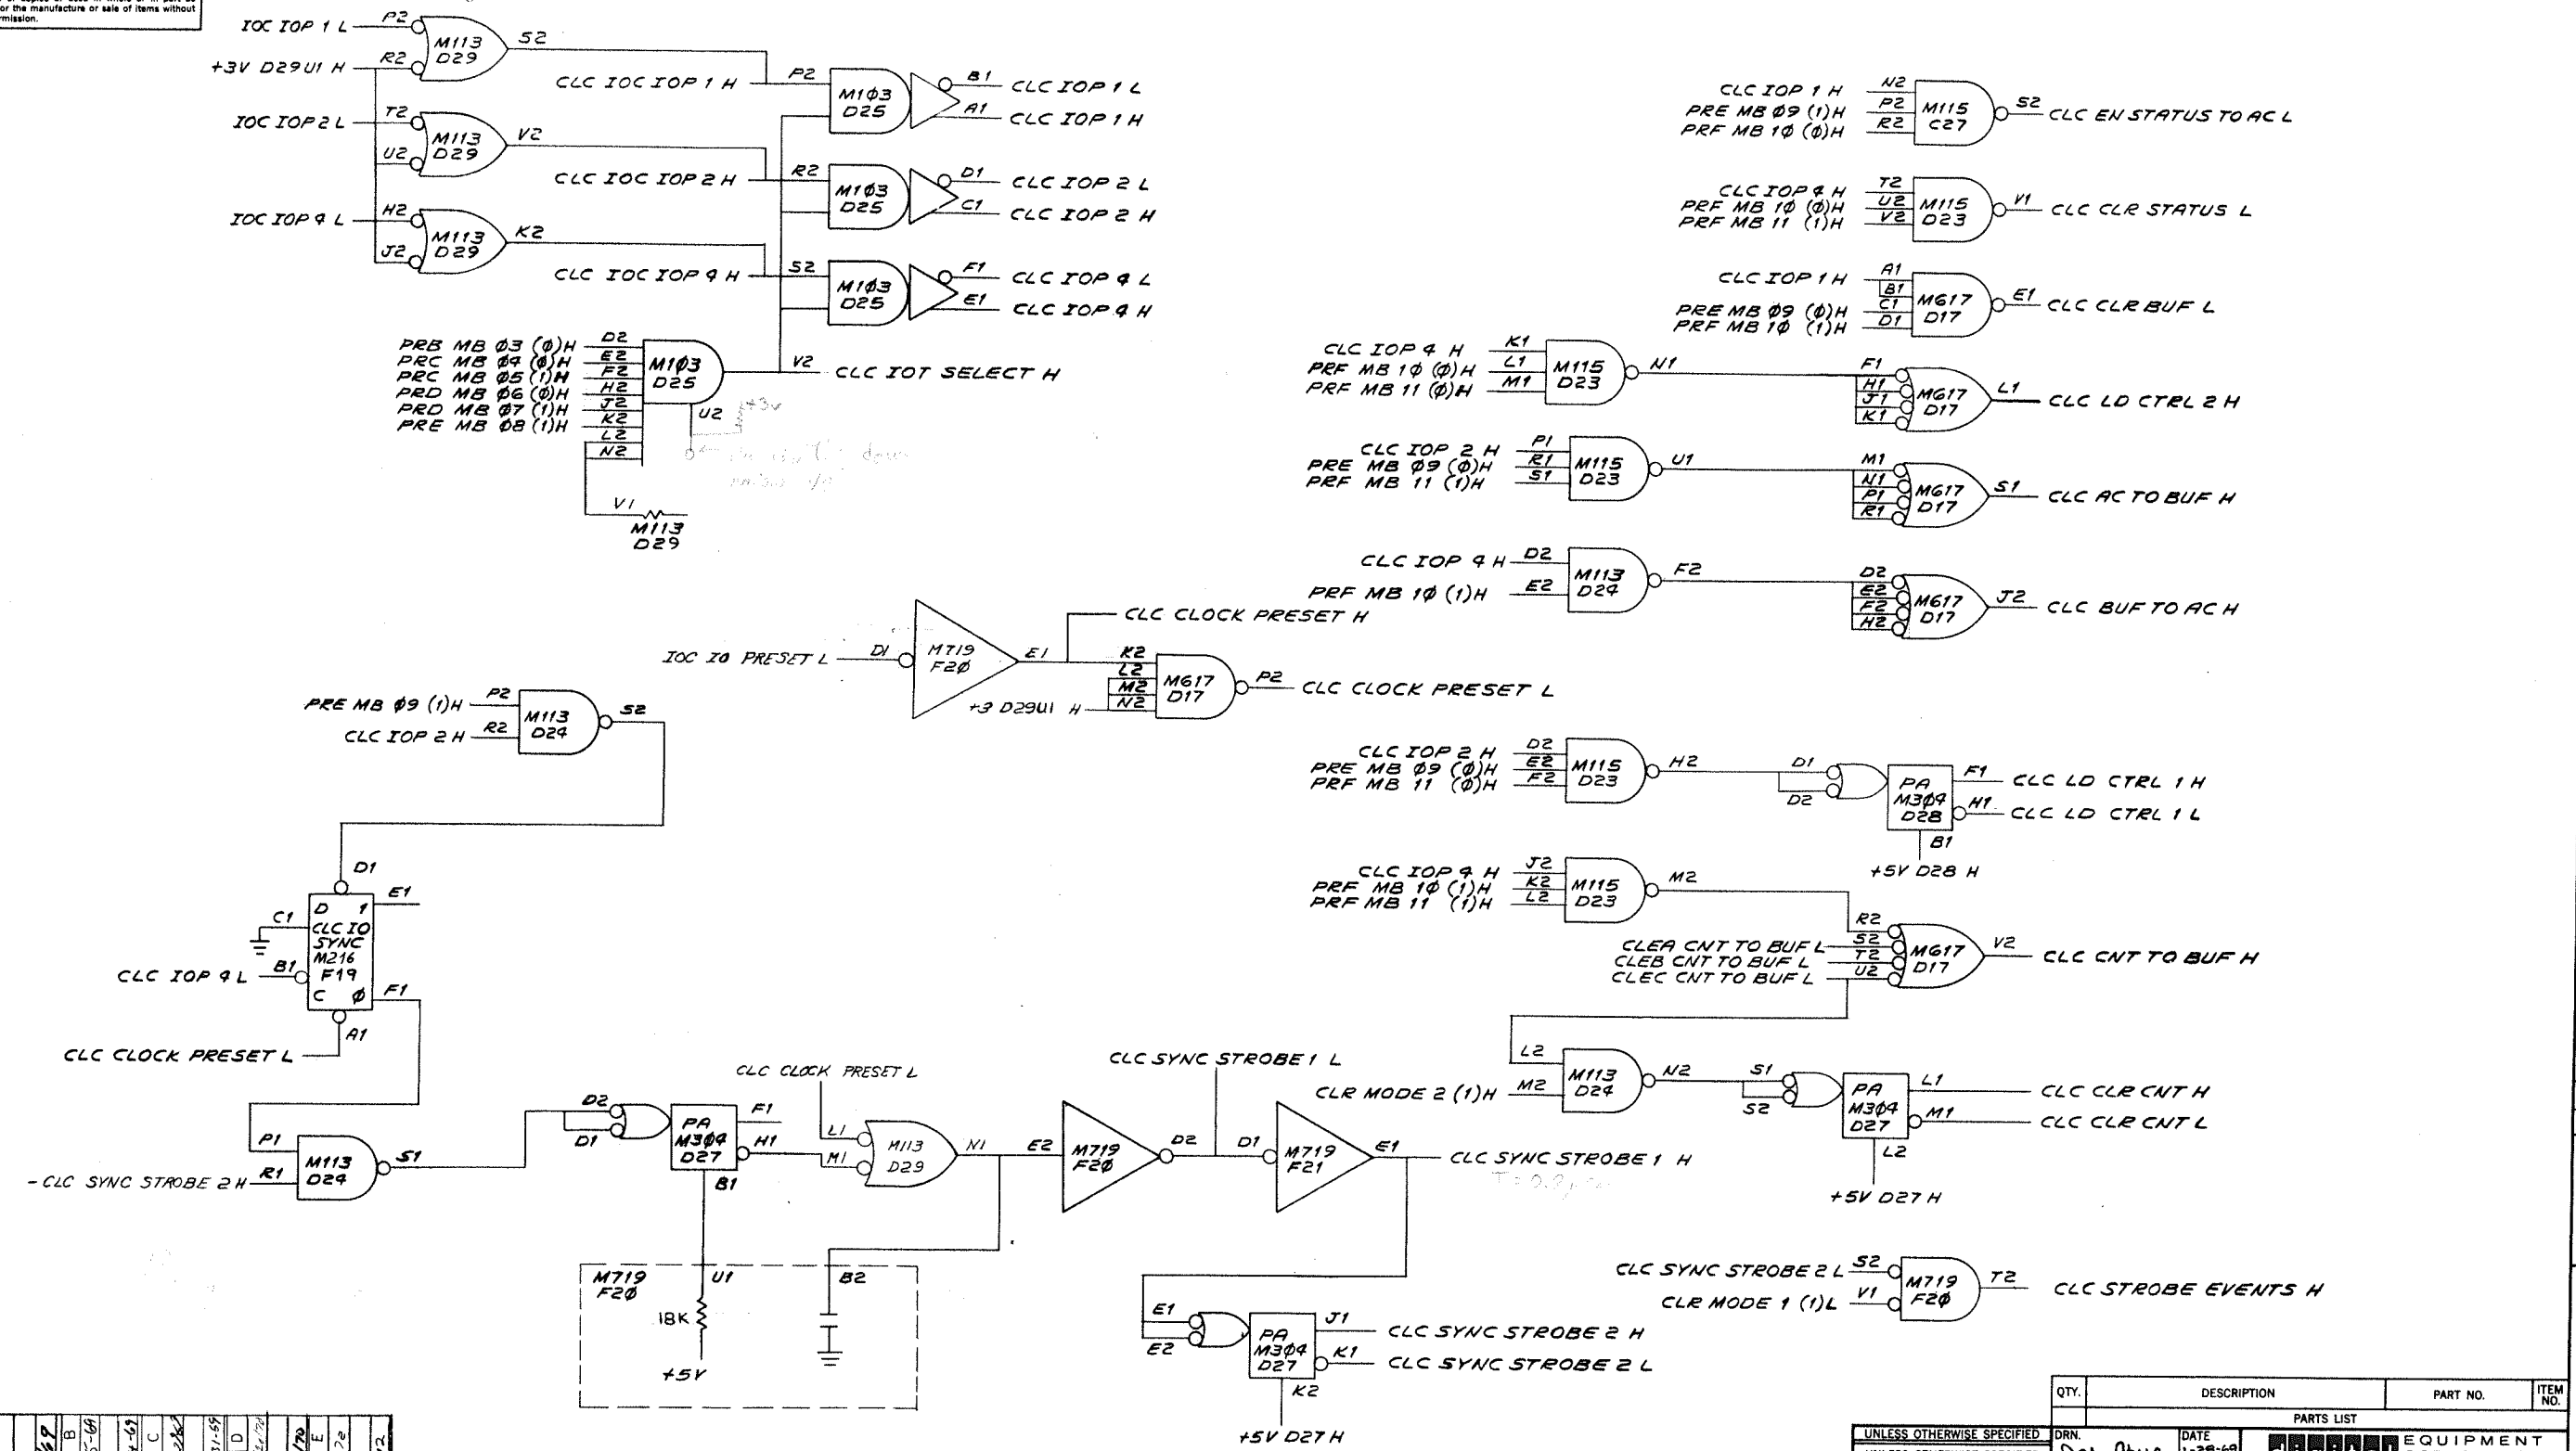 or the manufacture or sale of items without
rmission.
IOC IOP 1 L
P2
+3V D29U1 H
R2
M113
D29
S2
CLC IOC IOP 1 H
P2
M1Ø3
D25
B1
CLC IOP 1 L
A1
CLC IOP 1 H
IOC IOP 2 L
T2
U2
M113
D29
V2
CLC IOC IOP 2 H
R2
M1Ø3
D25
D1
CLC IOP 2 L
C1
CLC IOP 2 H
IOC IOP 4 L
H2
J2
M113
D29
K2
CLC IOC IOP 4 H
S2
M1Ø3
D25
F1
CLC IOP 4 L
E1
CLC IOP 4 H
PRB MB Ø3 (Ø)H D2
PRC MB Ø4 (Ø)H E2
PRC MB Ø5 (1)H F2
PRD MB Ø6 (Ø)H H2
PRD MB Ø7 (1)H J2
PRE MB Ø8 (1)H K2
L2
N2
M1Ø3
D25
U2
+3V
V2
CLC IOT SELECT H
V1
M113
D29
CLC IOP 1 H N2
PRE MB Ø9 (1)H P2
PRF MB 1Ø (Ø)H R2
M115
C27
S2
CLC EN STATUS TO AC L
CLC IOP 4 H T2
PRF MB 1Ø (Ø)H U2
PRF MB 11 (1)H V2
M115
D23
V1
CLC CLR STATUS L
CLC IOP 1 H A1
B1
PRE MB Ø9 (Ø)H C1
PRF MB 1Ø (1)H D1
M617
D17
E1
CLC CLR BUF L
CLC IOP 4 H K1
PRF MB 1Ø (Ø)H L1
PRF MB 11 (Ø)H M1
M115
D23
N1
F1
H1
J1
K1
M617
D17
L1
CLC LD CTRL 2 H
CLC IOP 2 H P1
PRE MB Ø9 (Ø)H R1
PRF MB 11 (1)H S1
M115
D23
U1
M1
N1
P1
R1
M617
D17
S1
CLC AC TO BUF H
CLC IOP 4 H D2
PRF MB 1Ø (1)H E2
M113
D24
F2
D2
E2
F2
H2
M617
D17
J2
CLC BUF TO AC H
IOC IO PRESET L
D1
M719
F2Ø
E1
CLC CLOCK PRESET H
K2
L2
M2
N2
+3 D29U1 H
M617
D17
P2
CLC CLOCK PRESET L
PRE MB Ø9 (1)H P2
CLC IOP 2 H R2
M113
D24
S2
D1
C1
D 1
CLC IO
SYNC
M216
F19
C Ø
E1
CLC IOP 4 L
B1
F1
A1
CLC CLOCK PRESET L
P1
R1
-CLC SYNC STROBE 2 H
M113
D24
S1
D2
D1
PA
M3Ø4
D27
F1
H1
B1
CLC CLOCK PRESET L
L1
M1
M113
D29
N1
E2
M719
F2Ø
D2
CLC SYNC STROBE 1 L
D1
M719
F21
E1
CLC SYNC STROBE 1 H
M719
F2Ø
U1
18K
+5V
B2
E1
E2
PA
M3Ø4
D27
J1
CLC SYNC STROBE 2 H
K1
CLC SYNC STROBE 2 L
K2
+5V D27 H
CLC IOP 2 H D2
PRE MB Ø9 (Ø)H E2
PRF MB 11 (Ø)H F2
M115
D23
H2
D1
D2
PA
M3Ø4
D28
F1
CLC LD CTRL 1 H
H1
CLC LD CTRL 1 L
B1
+5V D28 H
CLC IOP 4 H J2
PRF MB 1Ø (1)H K2
PRF MB 11 (1)H L2
M115
D23
M2
R2
CLEA CNT TO BUF L S2
CLEB CNT TO BUF L T2
CLEC CNT TO BUF L U2
M617
D17
V2
CLC CNT TO BUF H
L2
CLR MODE 2 (1)H M2
M113
D24
N2
S1
S2
PA
M3Ø4
D27
L1
CLC CLR CNT H
M1
CLC CLR CNT L
L2
+5V D27 H
CLC SYNC STROBE 2 L S2
CLR MODE 1 (1)L V1
M719
F2Ø
T2
CLC STROBE EVENTS H
QTY. DESCRIPTION PART NO. ITEM NO.
PARTS LIST
UNLESS OTHERWISE SPECIFIED
DRN.
DATE
EQUIPMENT
B
C
D
E